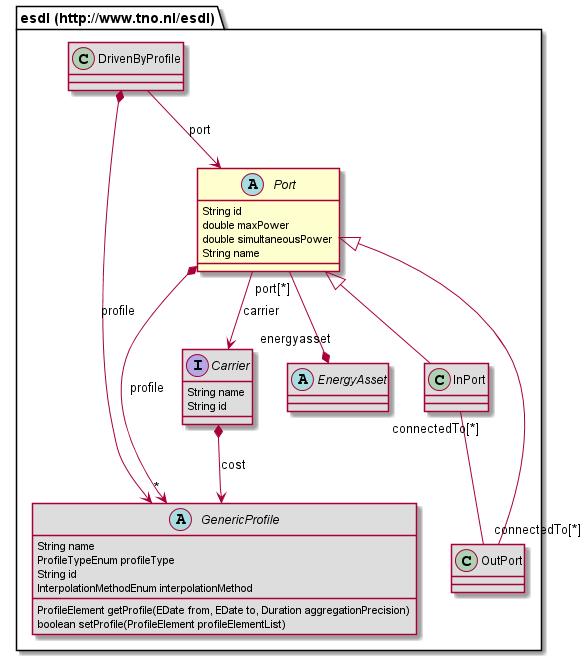 esdl (http://www.tno.nl/esdl)
C DrivenByProfile
port
A Port
String id
double maxPower
double simultaneousPower
String name
port[*]
carrier
profile
energyasset
I Carrier
String name
String id
A EnergyAsset
C InPort
profile
connectedTo[*]
cost
*
A GenericProfile
String name
ProfileTypeEnum profileType
String id
InterpolationMethodEnum interpolationMethod
ProfileElement getProfile(EDate from, EDate to, Duration aggregationPrecision)
boolean setProfile(ProfileElement profileElementList)
connectedTo[*]
C OutPort